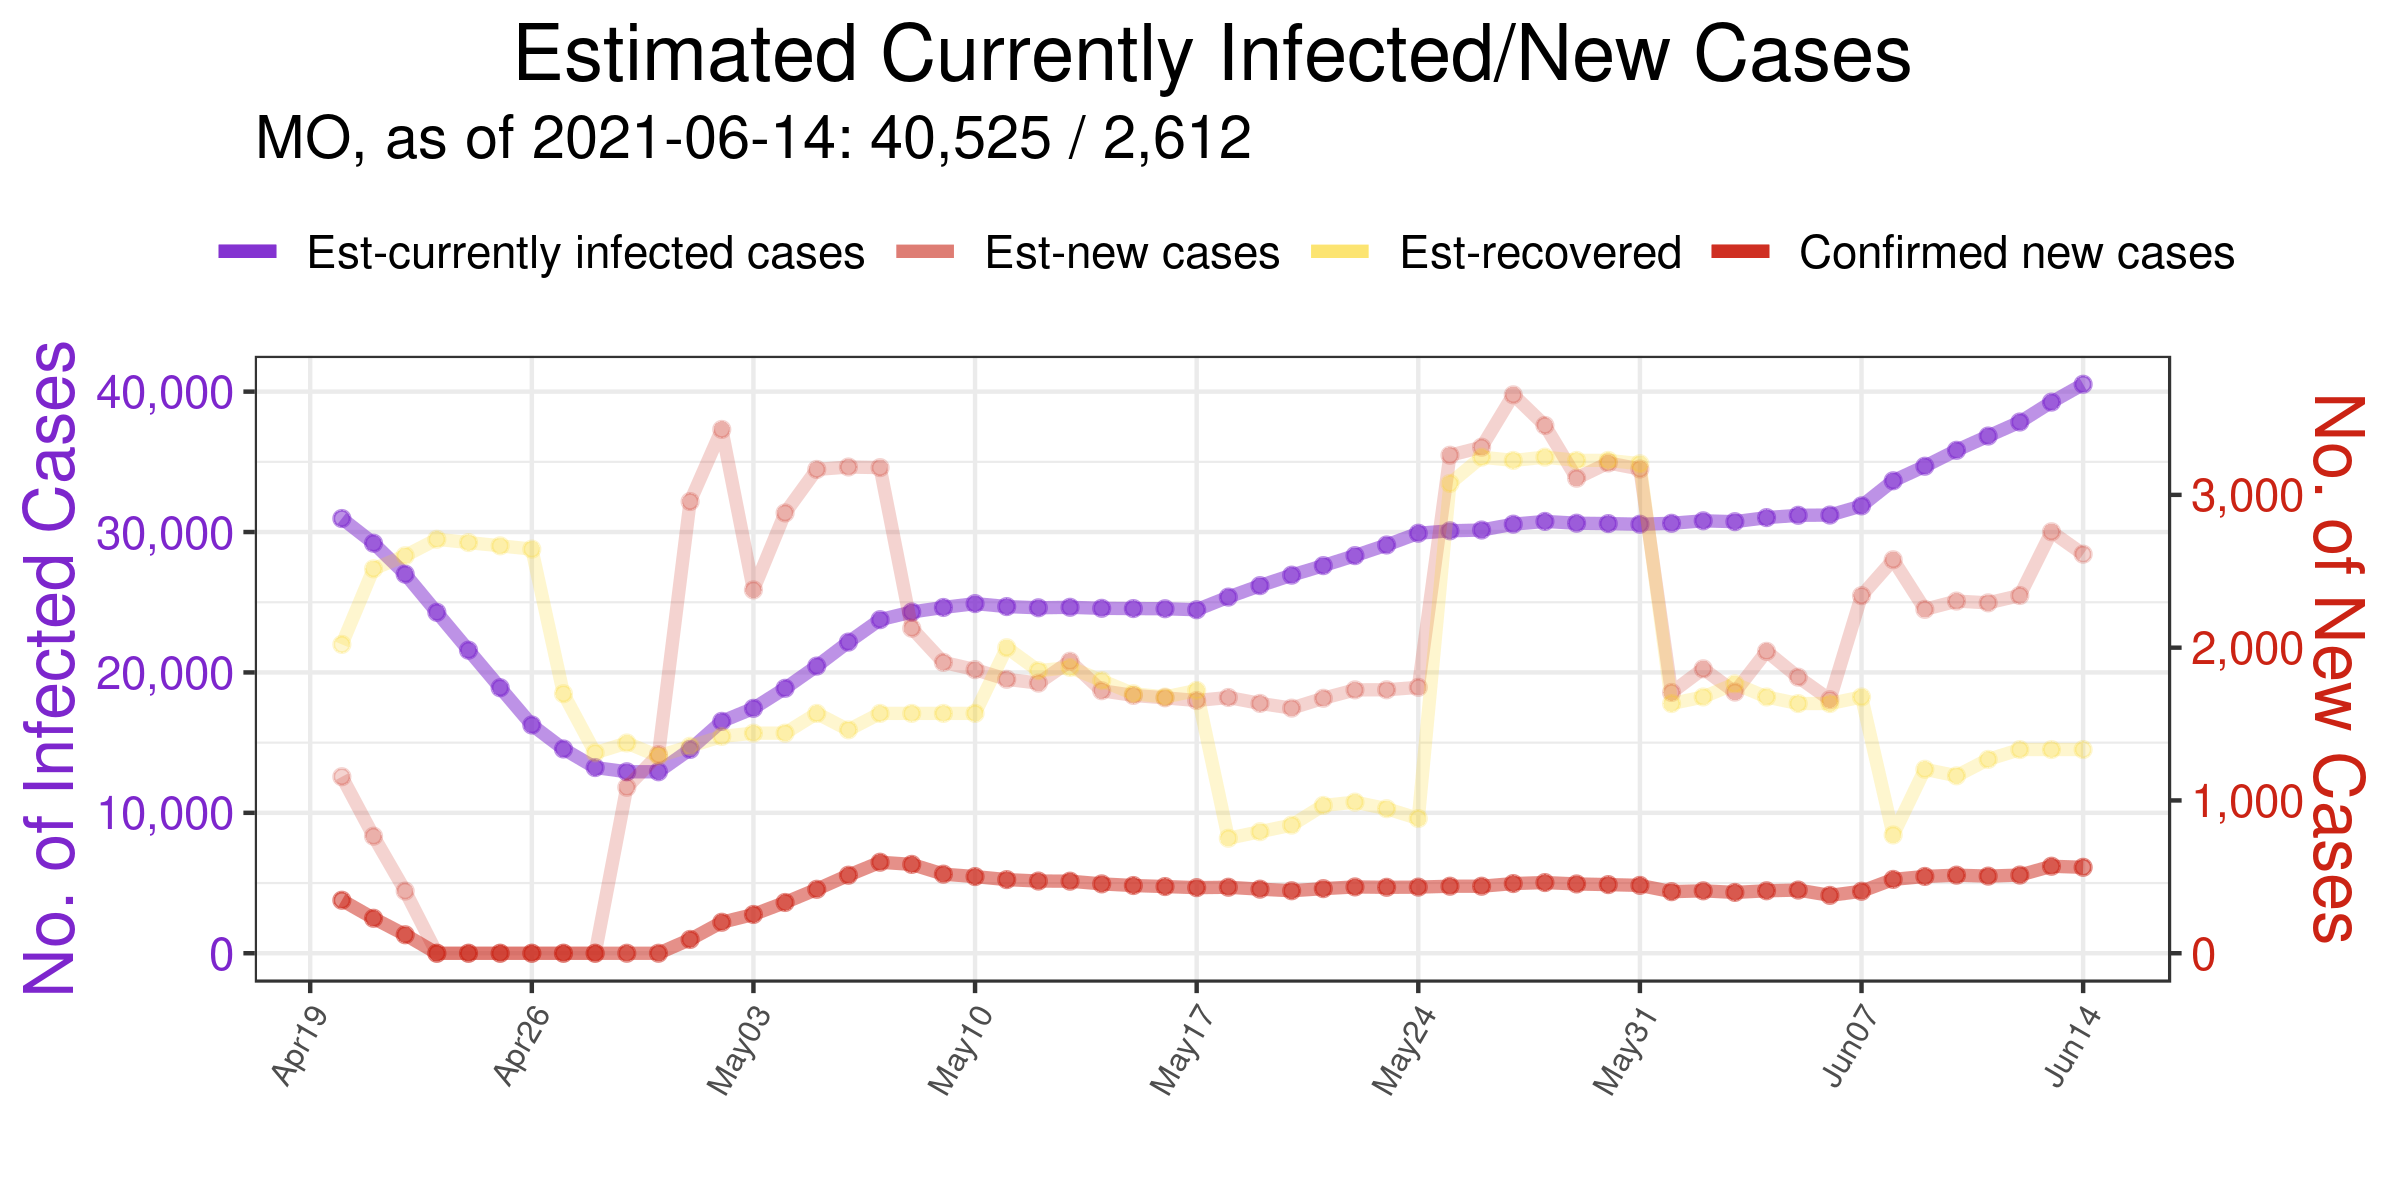 Estimated Currently Infected/New Cases
MO, as of 2021-06-14: 40,525 / 2,612
Est-currently infected cases Est-new cases Est-recovered Confirmed new cases
No. of Infected Cases
40,000
30,000
20,000
10,000
0
3,000
2,000
1,000
0
No. of New Cases
Apr19 Apr26 May03 May10 May17 May24 May31 Jun07 Jun14